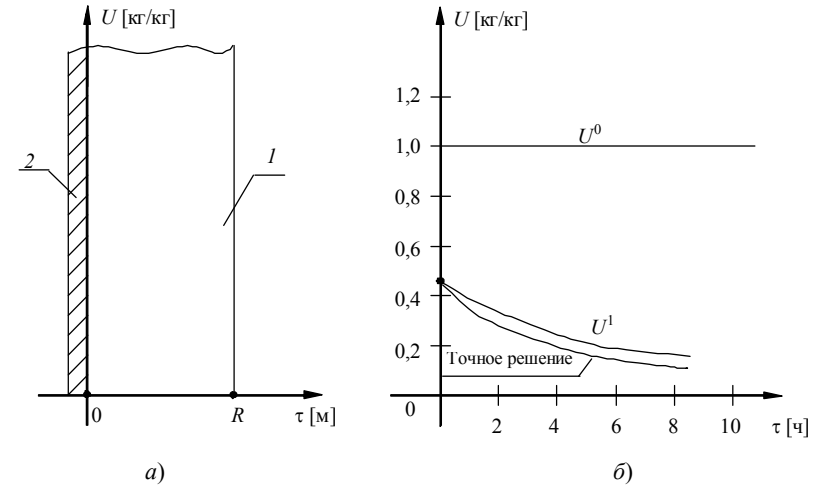 U [кг/кг]
2
1
0
R
τ [м]
а)
U [кг/кг]
1,2
1,0
0,8
0,6
0,4
0,2
0
U⁰
U¹
Точное решение
2 4 6 8 10
τ [ч]
б)